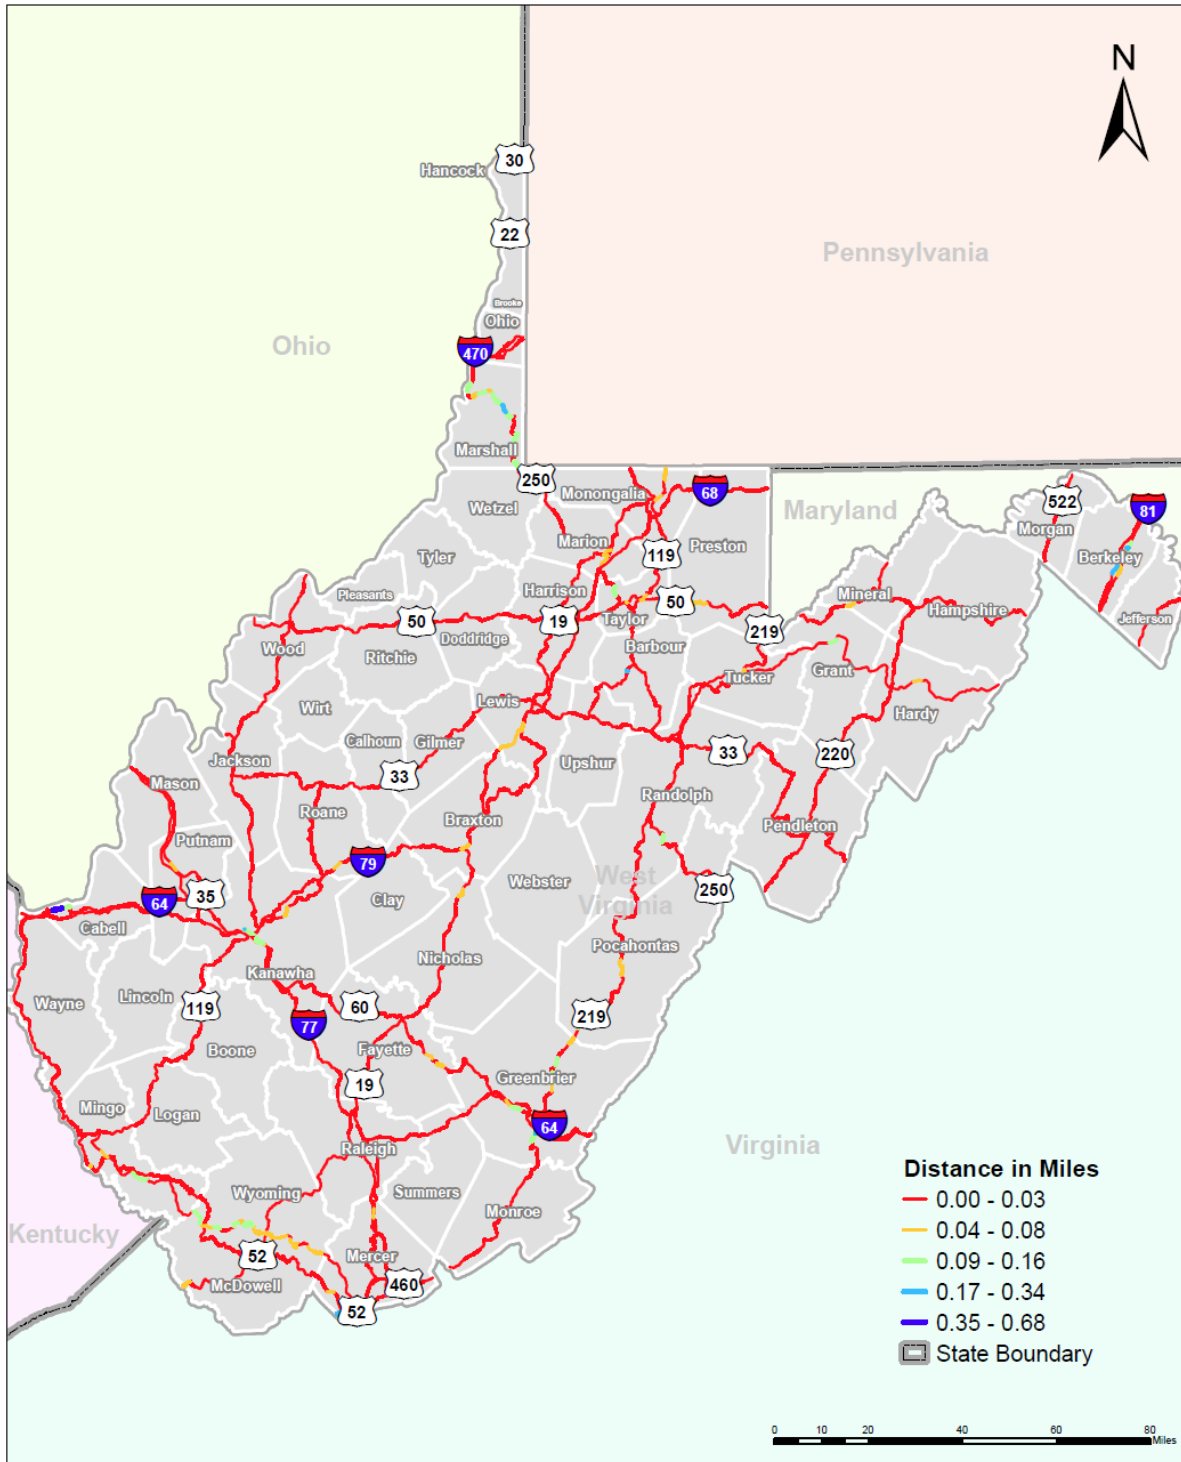 N
30
Hancock
22
Pennsylvania
Brooke
Ohio
Ohio
470
Marshall
250
Monongalia
68
Wetzel
Maryland
522
81
Morgan
Marion
119
Preston
Berkeley
Tyler
Harrison
Pleasants
Mineral
Hampshire
50
19
Taylor
50
219
Jefferson
Doddridge
Wood
Ritchie
Barbour
Tucker
Grant
Lewis
Wirt
Hardy
Calhoun
Gilmer
33
220
Jackson
Upshur
33
Mason
Randolph
Roane
Braxton
Pendleton
Putnam
79
West
Virginia
Webster
250
64
35
Clay
Cabell
Pocahontas
Nicholas
Kanawha
Lincoln
Wayne
119
60
219
77
Boone
Fayette
Greenbrier
19
Mingo
Logan
64
Raleigh
Virginia
Wyoming
Summers
Monroe
Kentucky
52
Mercer
McDowell
460
52
Distance in Miles
0.00 - 0.03
0.04 - 0.08
0.09 - 0.16
0.17 - 0.34
0.35 - 0.68
State Boundary
0 10 20 40 60 80
Miles